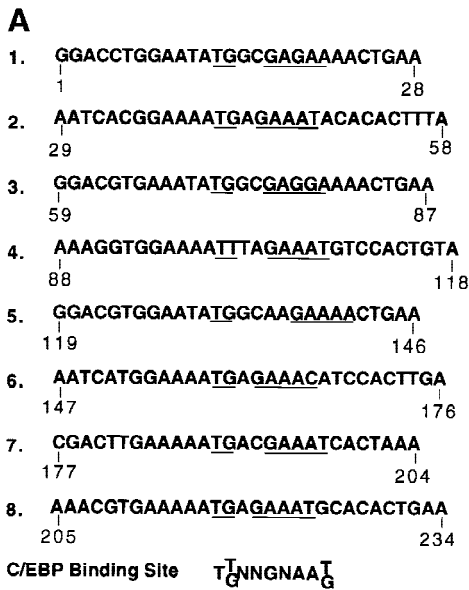 A
1. GGACCTGGAATATGGCGAGAAAACTGAA
1 28
2. AATCACGGAAAATGAGAAATACACACTTTA
29 58
3. GGACGTGAAATATGGCGAGGAAAACTGAA
59 87
4. AAAGGTGGAAAATTTAGAAATGTCCACTGTA
88 118
5. GGACGTGGAATATGGCAAGAAAACTGAA
119 146
6. AATCATGGAAAATGAGAAACATCCACTTGA
147 176
7. CGACTTGAAAAATGACGAAATCACTAAA
177 204
8. AAACGTGAAAAATGAGAAATGCACACTGAA
205 234
C/EBP Binding Site TTGNNGNAATG